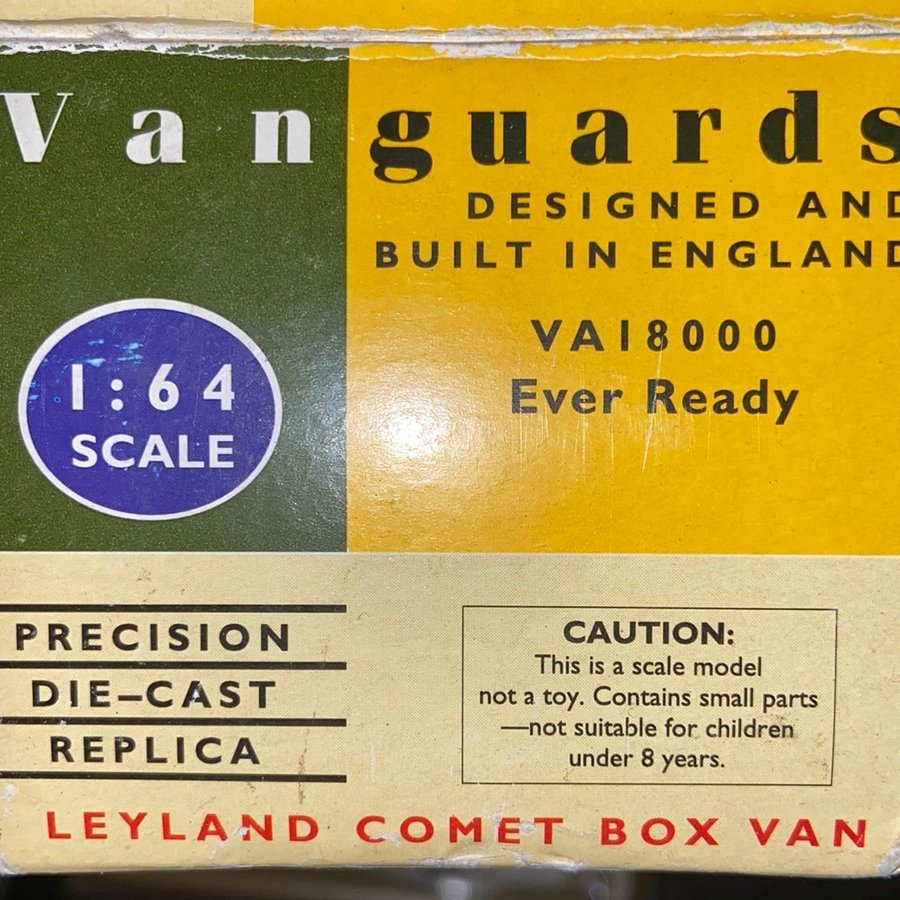 Vanguards
DESIGNED AND
BUILT IN ENGLAND
VA18000
Ever Ready
1:64
SCALE
PRECISION
DIE–CAST
REPLICA
CAUTION:
This is a scale model
not a toy. Contains small parts
—not suitable for children
under 8 years.
LEYLAND COMET BOX VAN